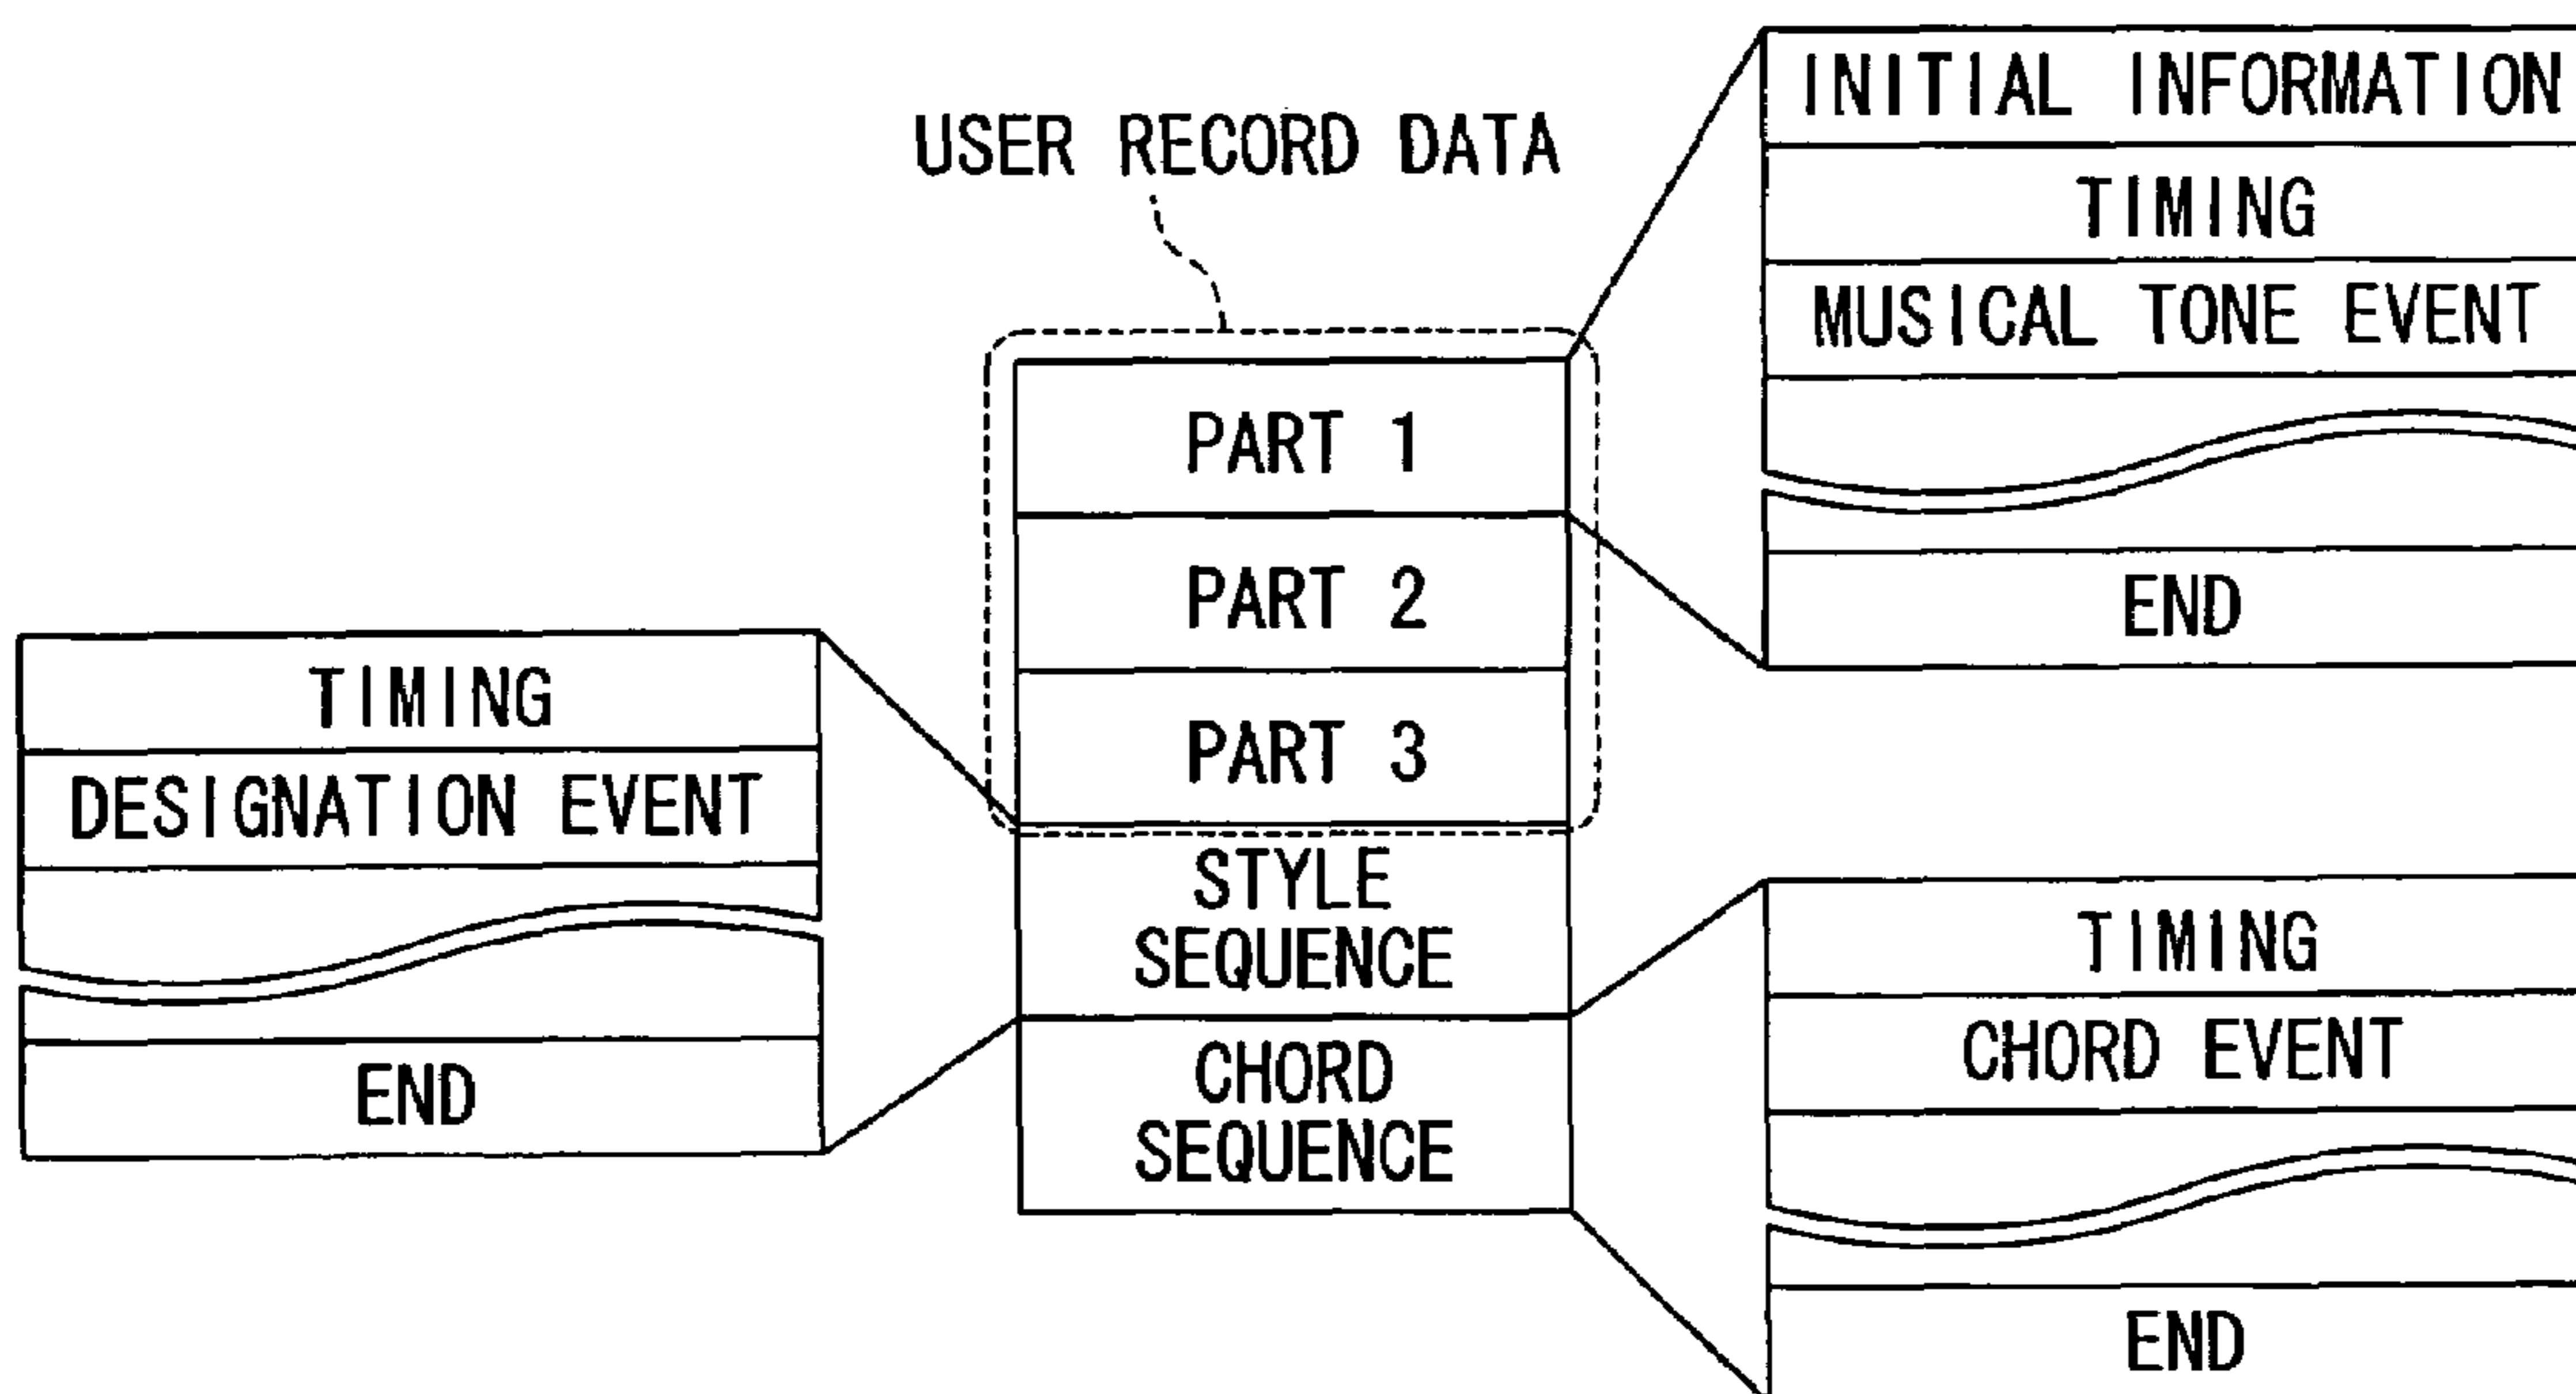 USER RECORD DATA
PART 1
PART 2
PART 3
STYLE
SEQUENCE
CHORD
SEQUENCE
TIMING
DESIGNATION EVENT
END
INITIAL INFORMATION
TIMING
MUSICAL TONE EVENT
END
TIMING
CHORD EVENT
END